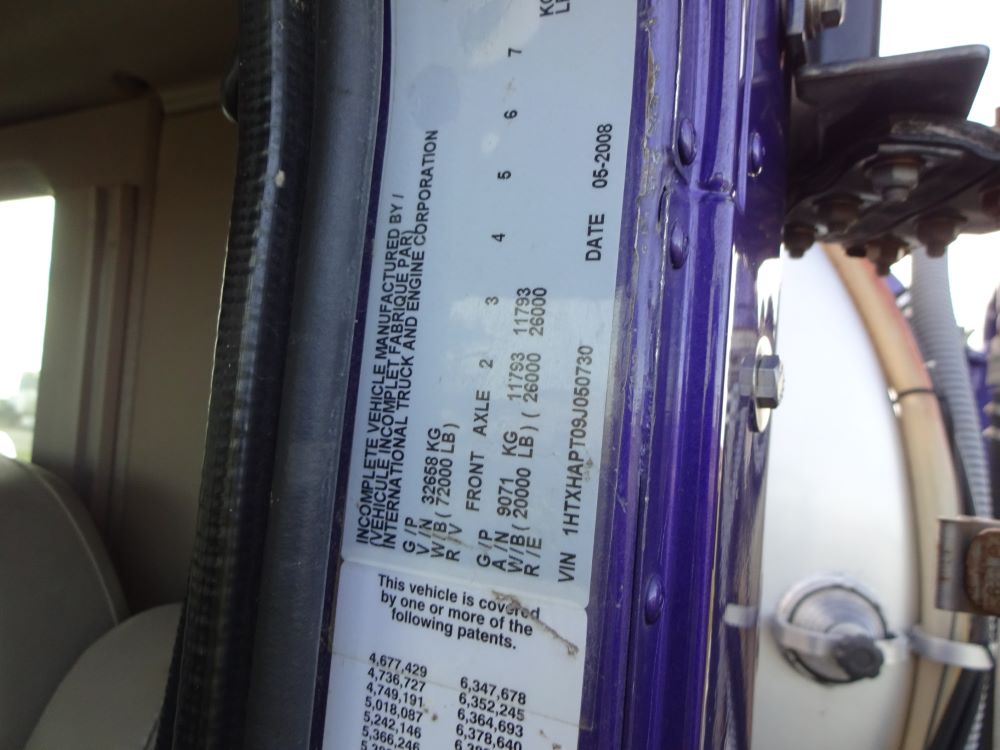 INCOMPLETE VEHICLE MANUFACTURED BY /
(VEHICULE INCOMPLET FABRIQUE PAR)
INTERNATIONAL TRUCK AND ENGINE CORPORATION
G / P
V / N 32658 KG
W/B ( 72000 LB )
R / V
FRONT AXLE 2 3 4 5 6 7
G / P
A / N 9071 KG 11793 11793
W/B ( 20000 LB ) ( 26000 26000
R / E
VIN 1HTXHAPT09J050730 DATE 05-2008
This vehicle is covered
by one or more of the
following patents.
4,677,429 6,347,678
4,736,727 6,352,245
4,749,191 6,364,693
5,018,087 6,378,640
5,242,146
5,366,246